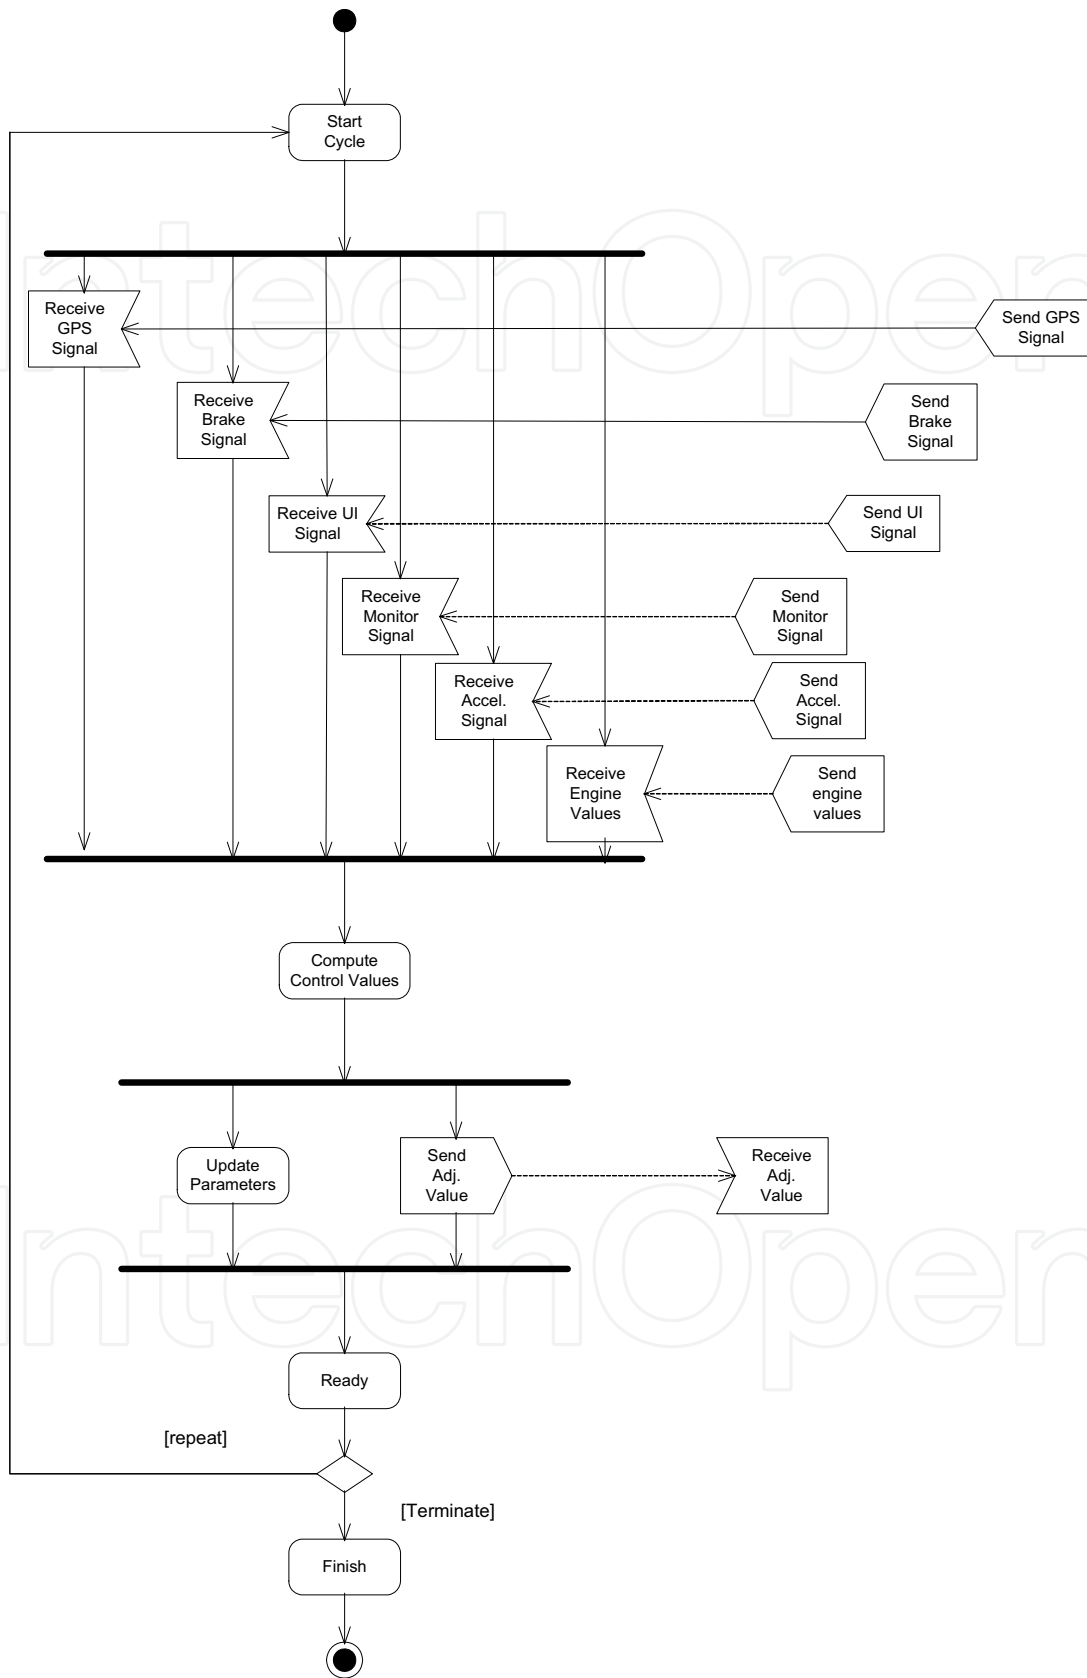 Start
Cycle
IntechOpen
Receive
GPS
Signal
Send GPS
Signal
Receive
Brake
Signal
Send
Brake
Signal
Receive UI
Signal
Send UI
Signal
Receive
Monitor
Signal
Send
Monitor
Signal
Receive
Accel.
Signal
Send
Accel.
Signal
Receive
Engine
Values
Send
engine
values
Compute
Control Values
Update
Parameters
Send
Adj.
Value
Receive
Adj.
Value
IntechOpen
Ready
[repeat]
[Terminate]
Finish